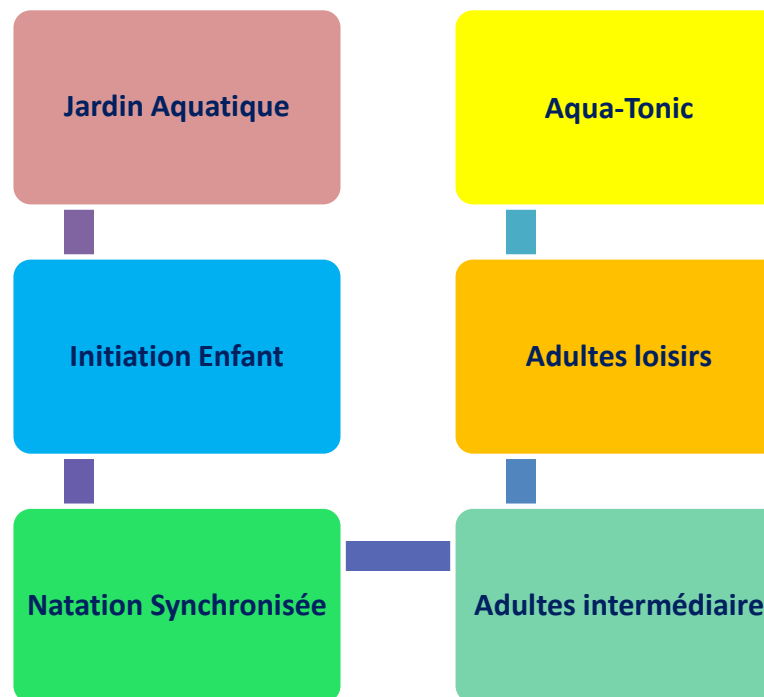 Jardin Aquatique
Initiation Enfant
Natation Synchronisée
Adultes intermédiaire
Adultes loisirs
Aqua-Tonic